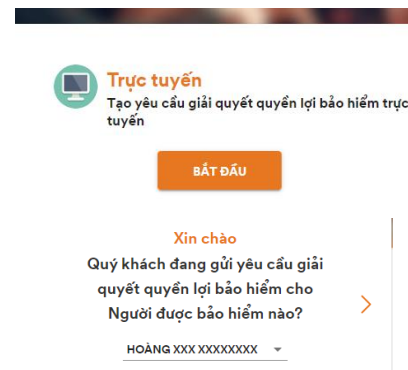 Trực tuyến
Tạo yêu cầu giải quyết quyền lợi bảo hiểm trực
tuyến
BẮT ĐẦU
Xin chào
Quý khách đang gửi yêu cầu giải
quyết quyền lợi bảo hiểm cho
Người được bảo hiểm nào?
HOÀNG XXX XXXXXXXX